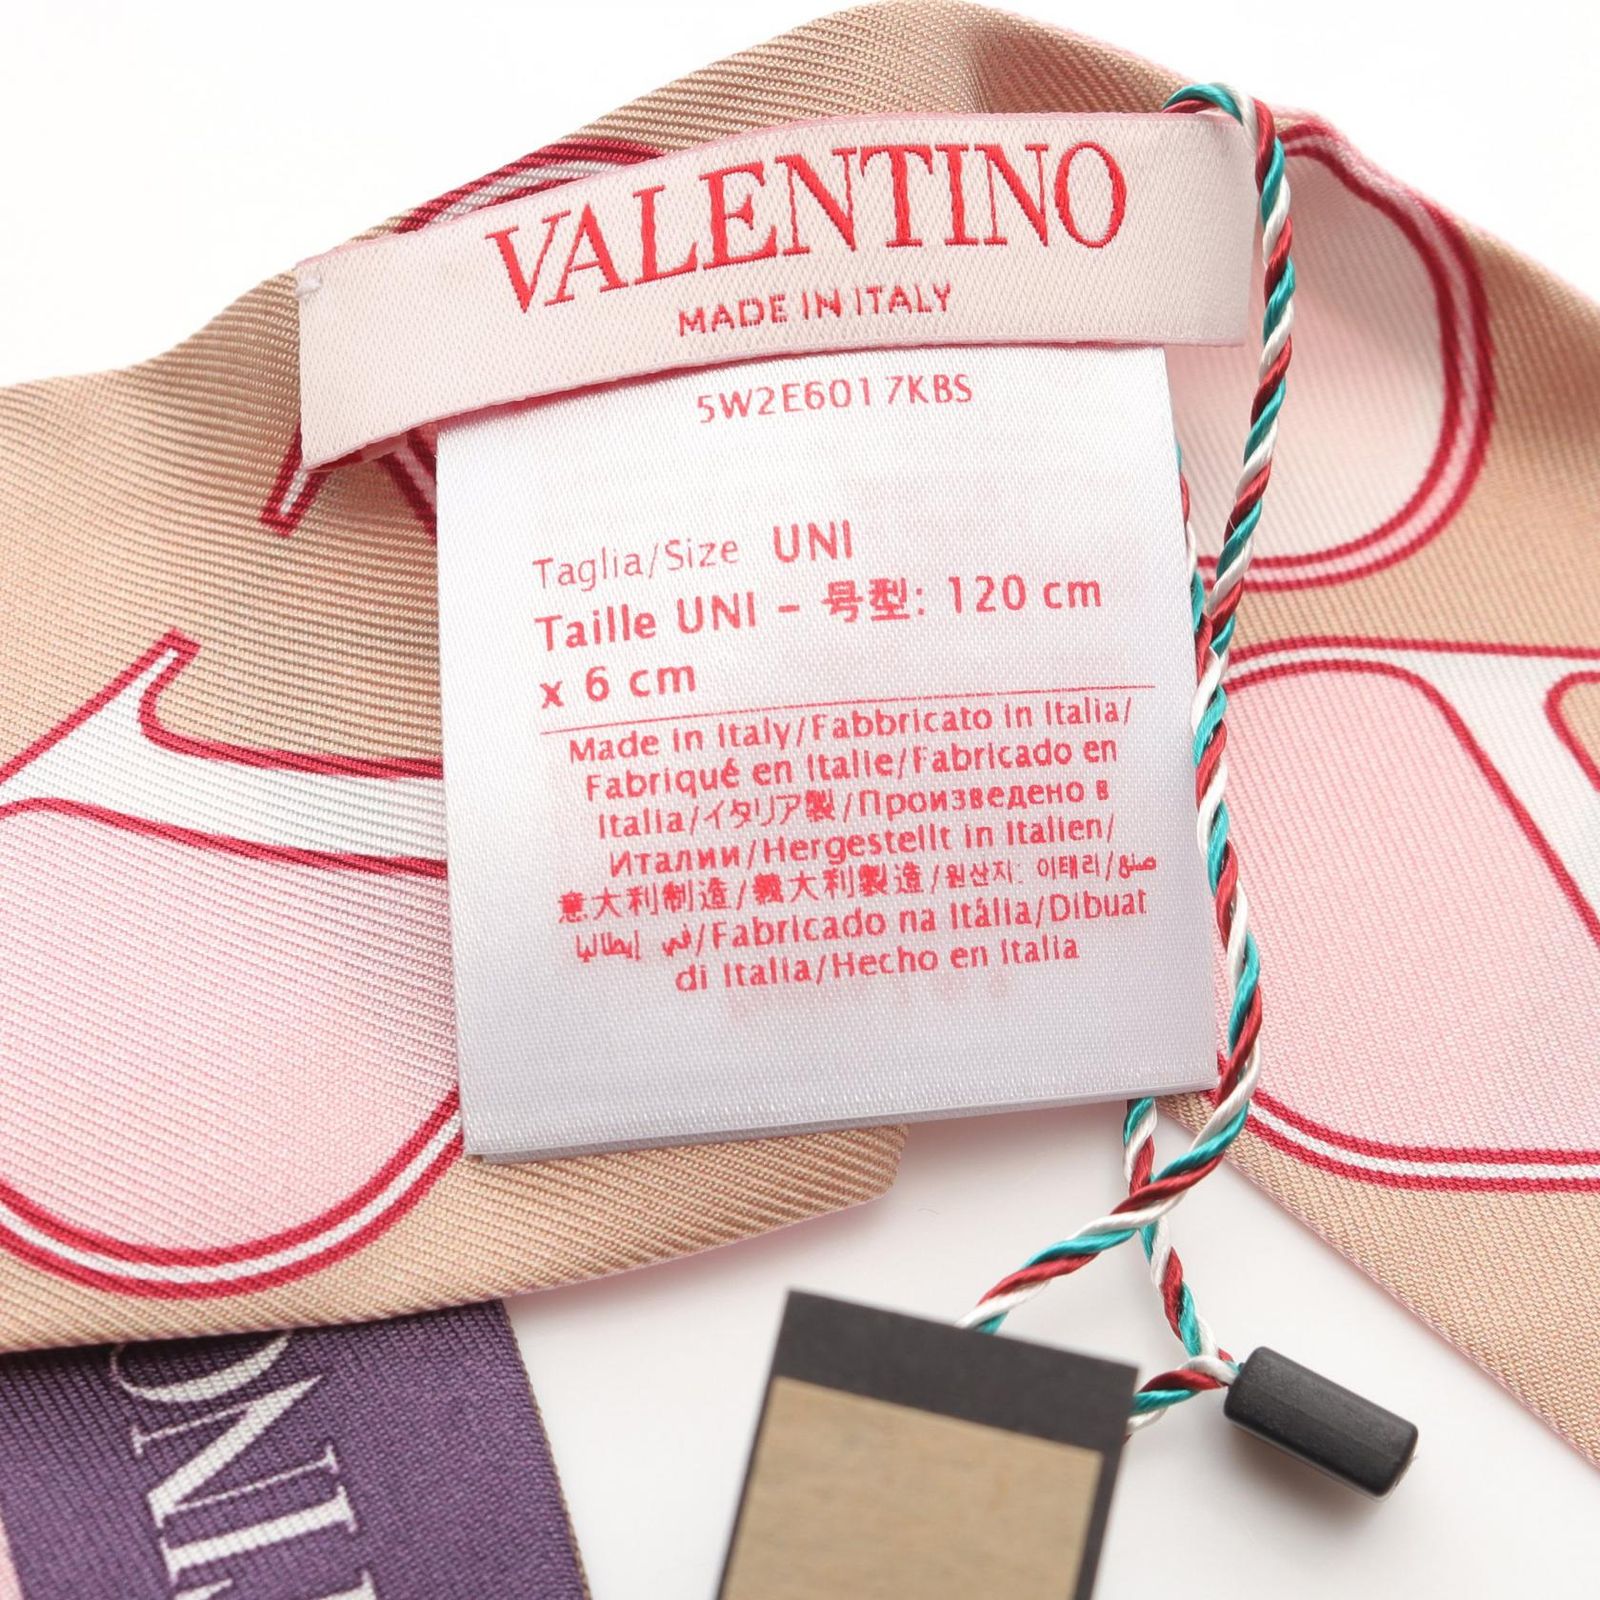 VALENTINO
MADE IN ITALY
5W2E6017KBS
Taglia/Size UNI
Taille UNI - 号型: 120 cm
x 6 cm
Made in Italy/Fabbricato in Italia/
Fabriqué en Italie/Fabricado en
Italia/イタリア製/Произведено в
Италии/Hergestellt in Italien/
意大利制造/義大利製造/원산지: 이태리/صنع
في إيطاليا/Fabricado na Itália/Dibuat
di Italia/Hecho en Italia